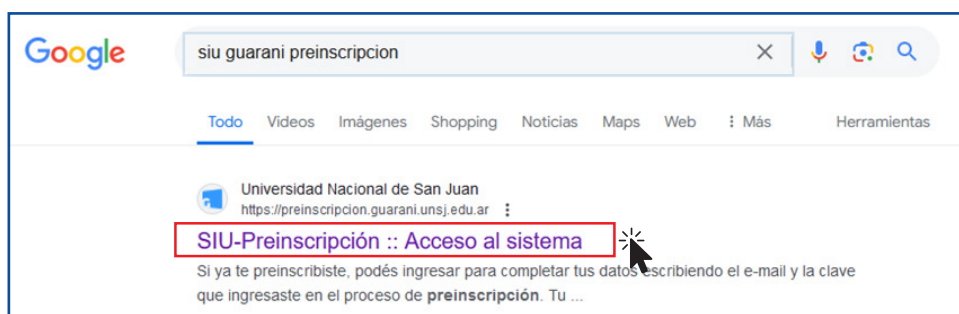 Google
siu guarani preinscripcion
Todo Videos Imágenes Shopping Noticias Maps Web Más Herramientas
Universidad Nacional de San Juan
https://preinscripcion.guarani.unsj.edu.ar
SIU-Preinscripción :: Acceso al sistema
Si ya te preinscribiste, podés ingresar para completar tus datos escribiendo el e-mail y la clave
que ingresaste en el proceso de preinscripción. Tu ...